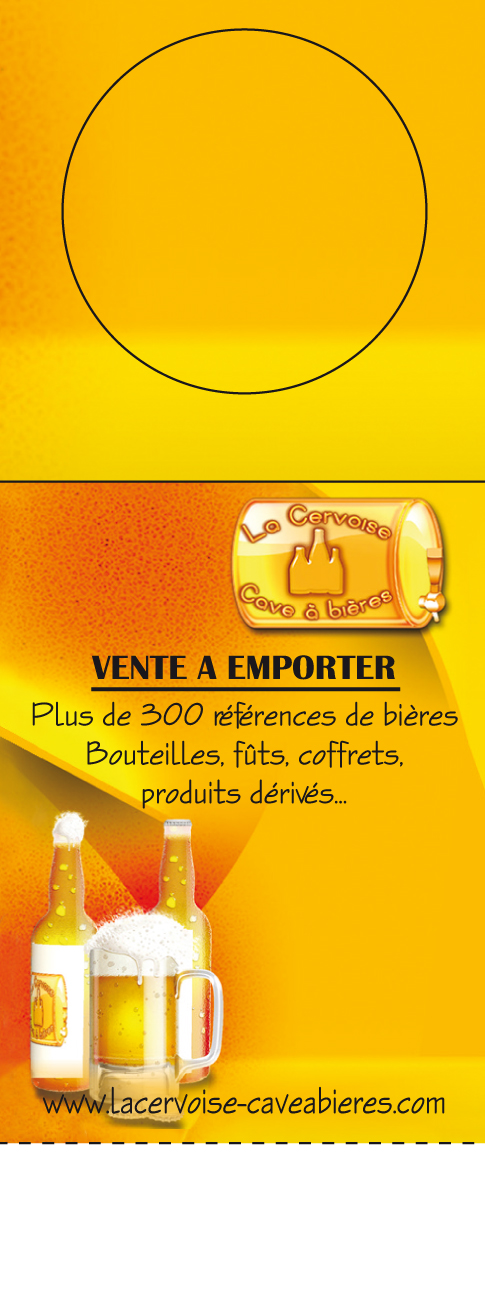 La Cervoise
Cave à bières
VENTE A EMPORTER
Plus de 300 références de bières
Bouteilles, fûts, coffrets,
produits dérivés...
www.lacervoise-caveabieres.com